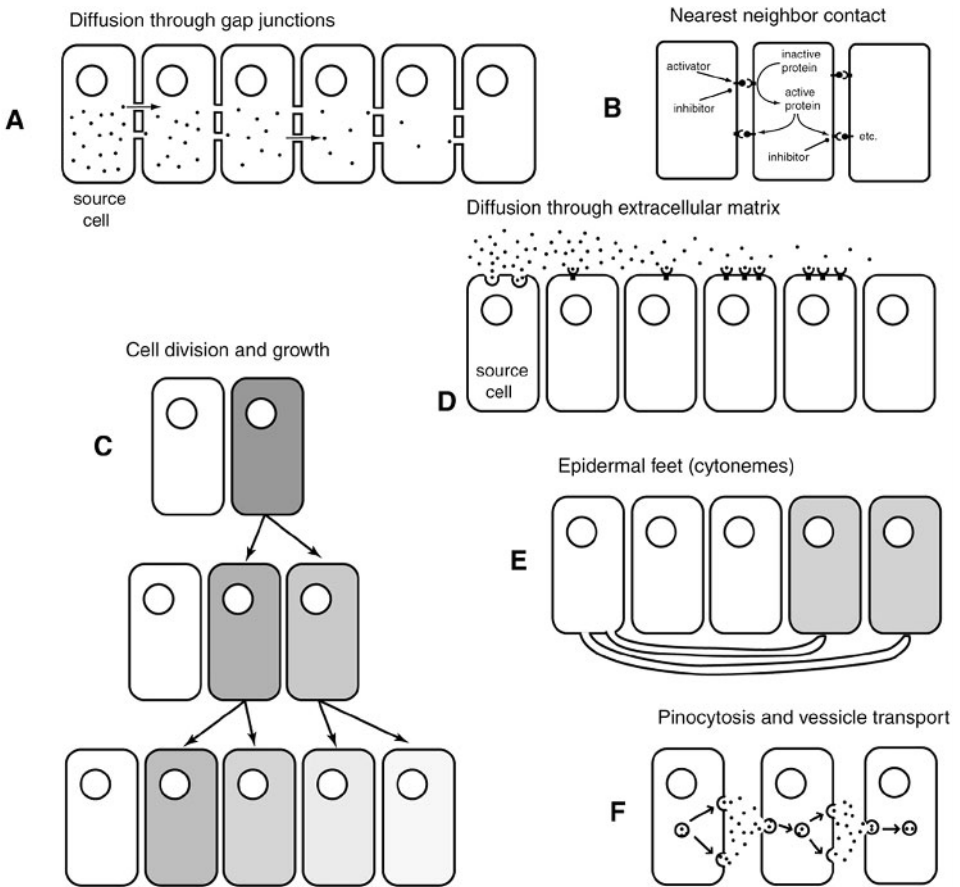 Diffusion through gap junctions
A
source
cell
Nearest neighbor contact
B
activator
inhibitor
inactive
protein
active
protein
inhibitor
etc.
Diffusion through extracellular matrix
D
source
cell
Cell division and growth
C
Epidermal feet (cytonemes)
E
Pinocytosis and vessicle transport
F